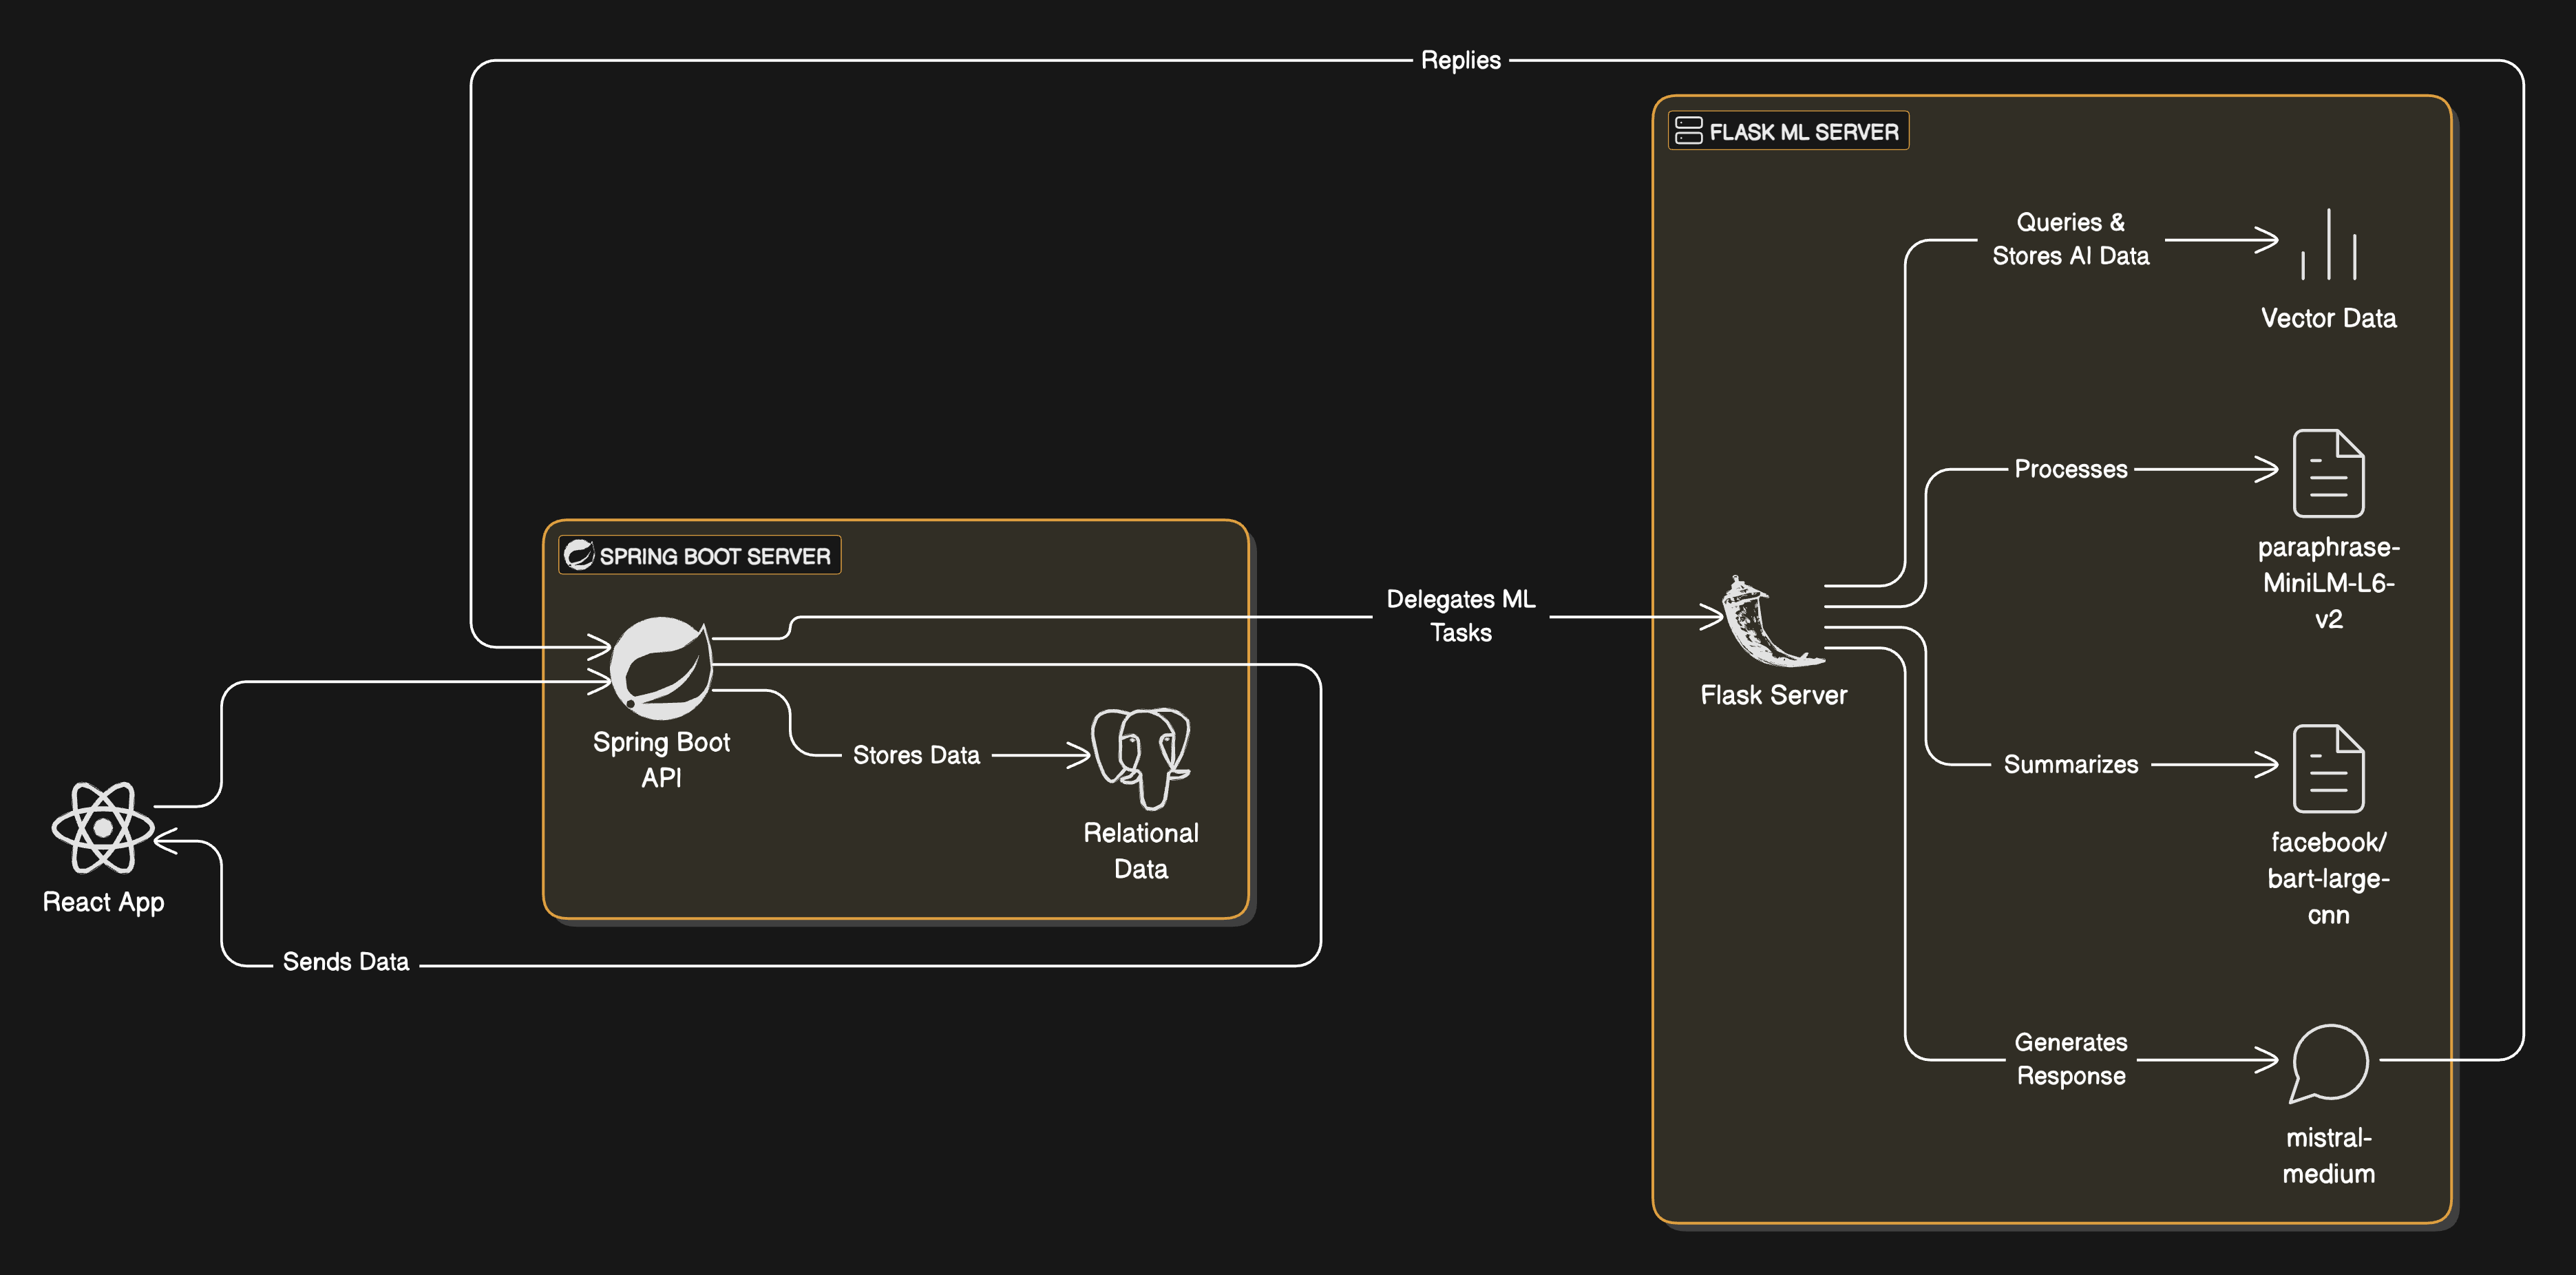 Replies
FLASK ML SERVER
Queries &
Stores AI Data
Vector Data
Processes
paraphrase-
MiniLM-L6-
v2
SPRING BOOT SERVER
Delegates ML
Tasks
Flask Server
Spring Boot
API
Stores Data
Relational
Data
Summarizes
facebook/
bart-large-
cnn
React App
Sends Data
Generates
Response
mistral-
medium